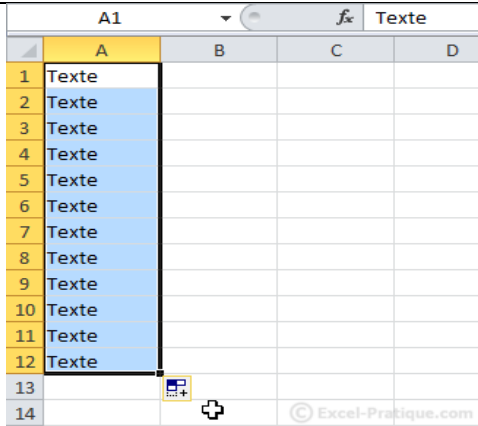 A1 fx Texte
A B C D
1 Texte
2 Texte
3 Texte
4 Texte
5 Texte
6 Texte
7 Texte
8 Texte
9 Texte
10 Texte
11 Texte
12 Texte
13
14 © Excel-Pratique.com